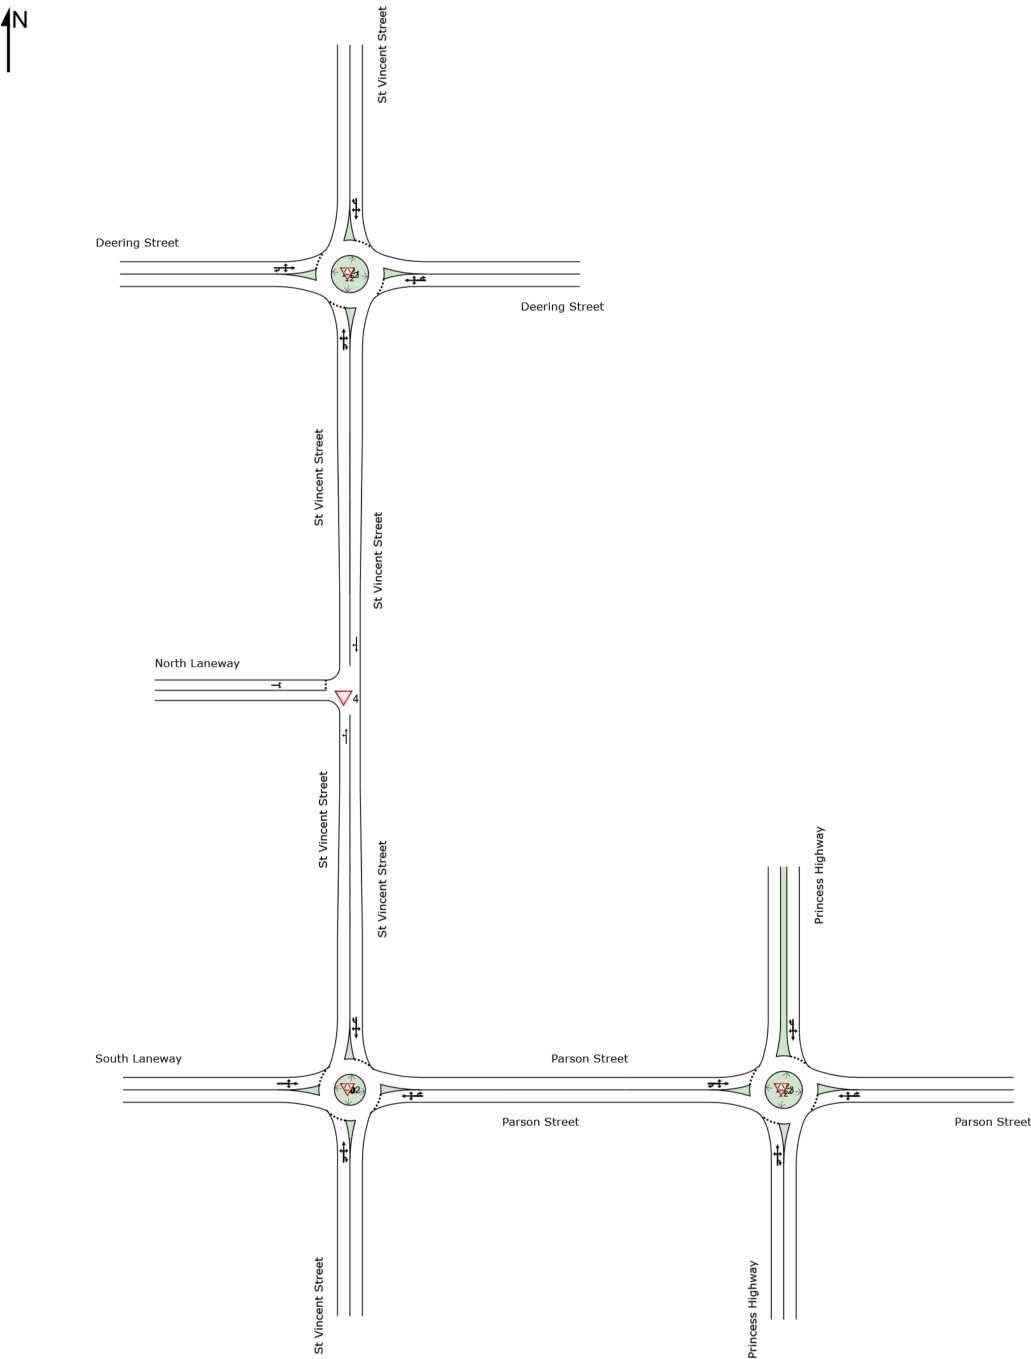 N
St Vincent Street
Deering Street
Deering Street
St Vincent Street
St Vincent Street
North Laneway
4
St Vincent Street
St Vincent Street
Princess Highway
South Laneway
Parson Street
Parson Street
Parson Street
St Vincent Street
Princess Highway